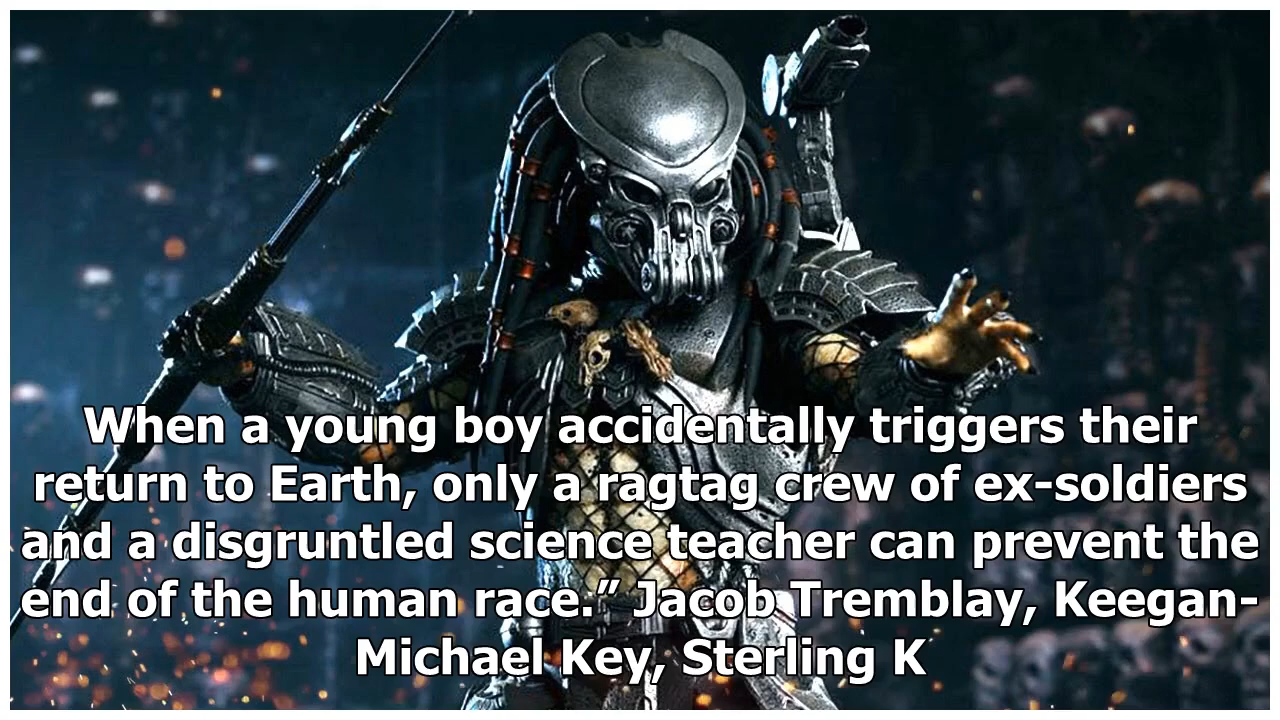 When a young boy accidentally triggers their
return to Earth, only a ragtag crew of ex-soldiers
and a disgruntled science teacher can prevent the
end of the human race.” Jacob Tremblay, Keegan-
Michael Key, Sterling K